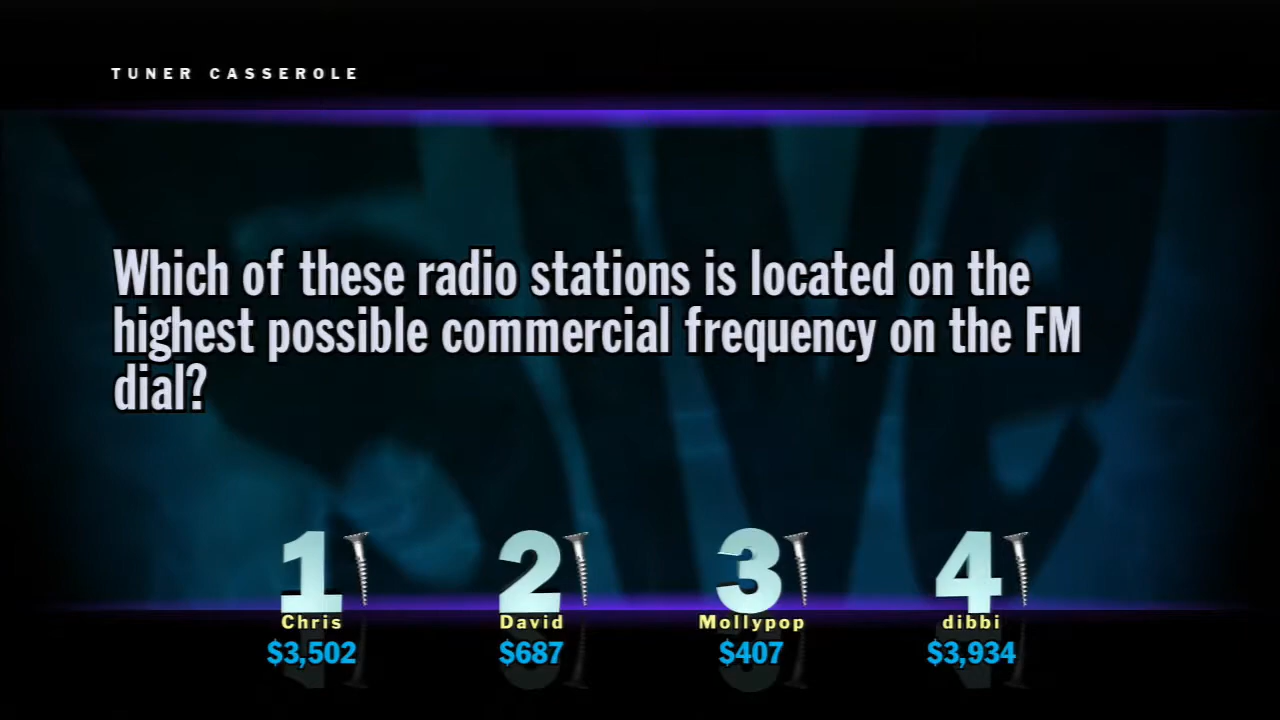 TUNER CASSEROLE
Which of these radio stations is located on the
highest possible commercial frequency on the FM
dial?
1 2 3 4
Chris David Mollypop dibbi
$3,502 $687 $407 $3,934